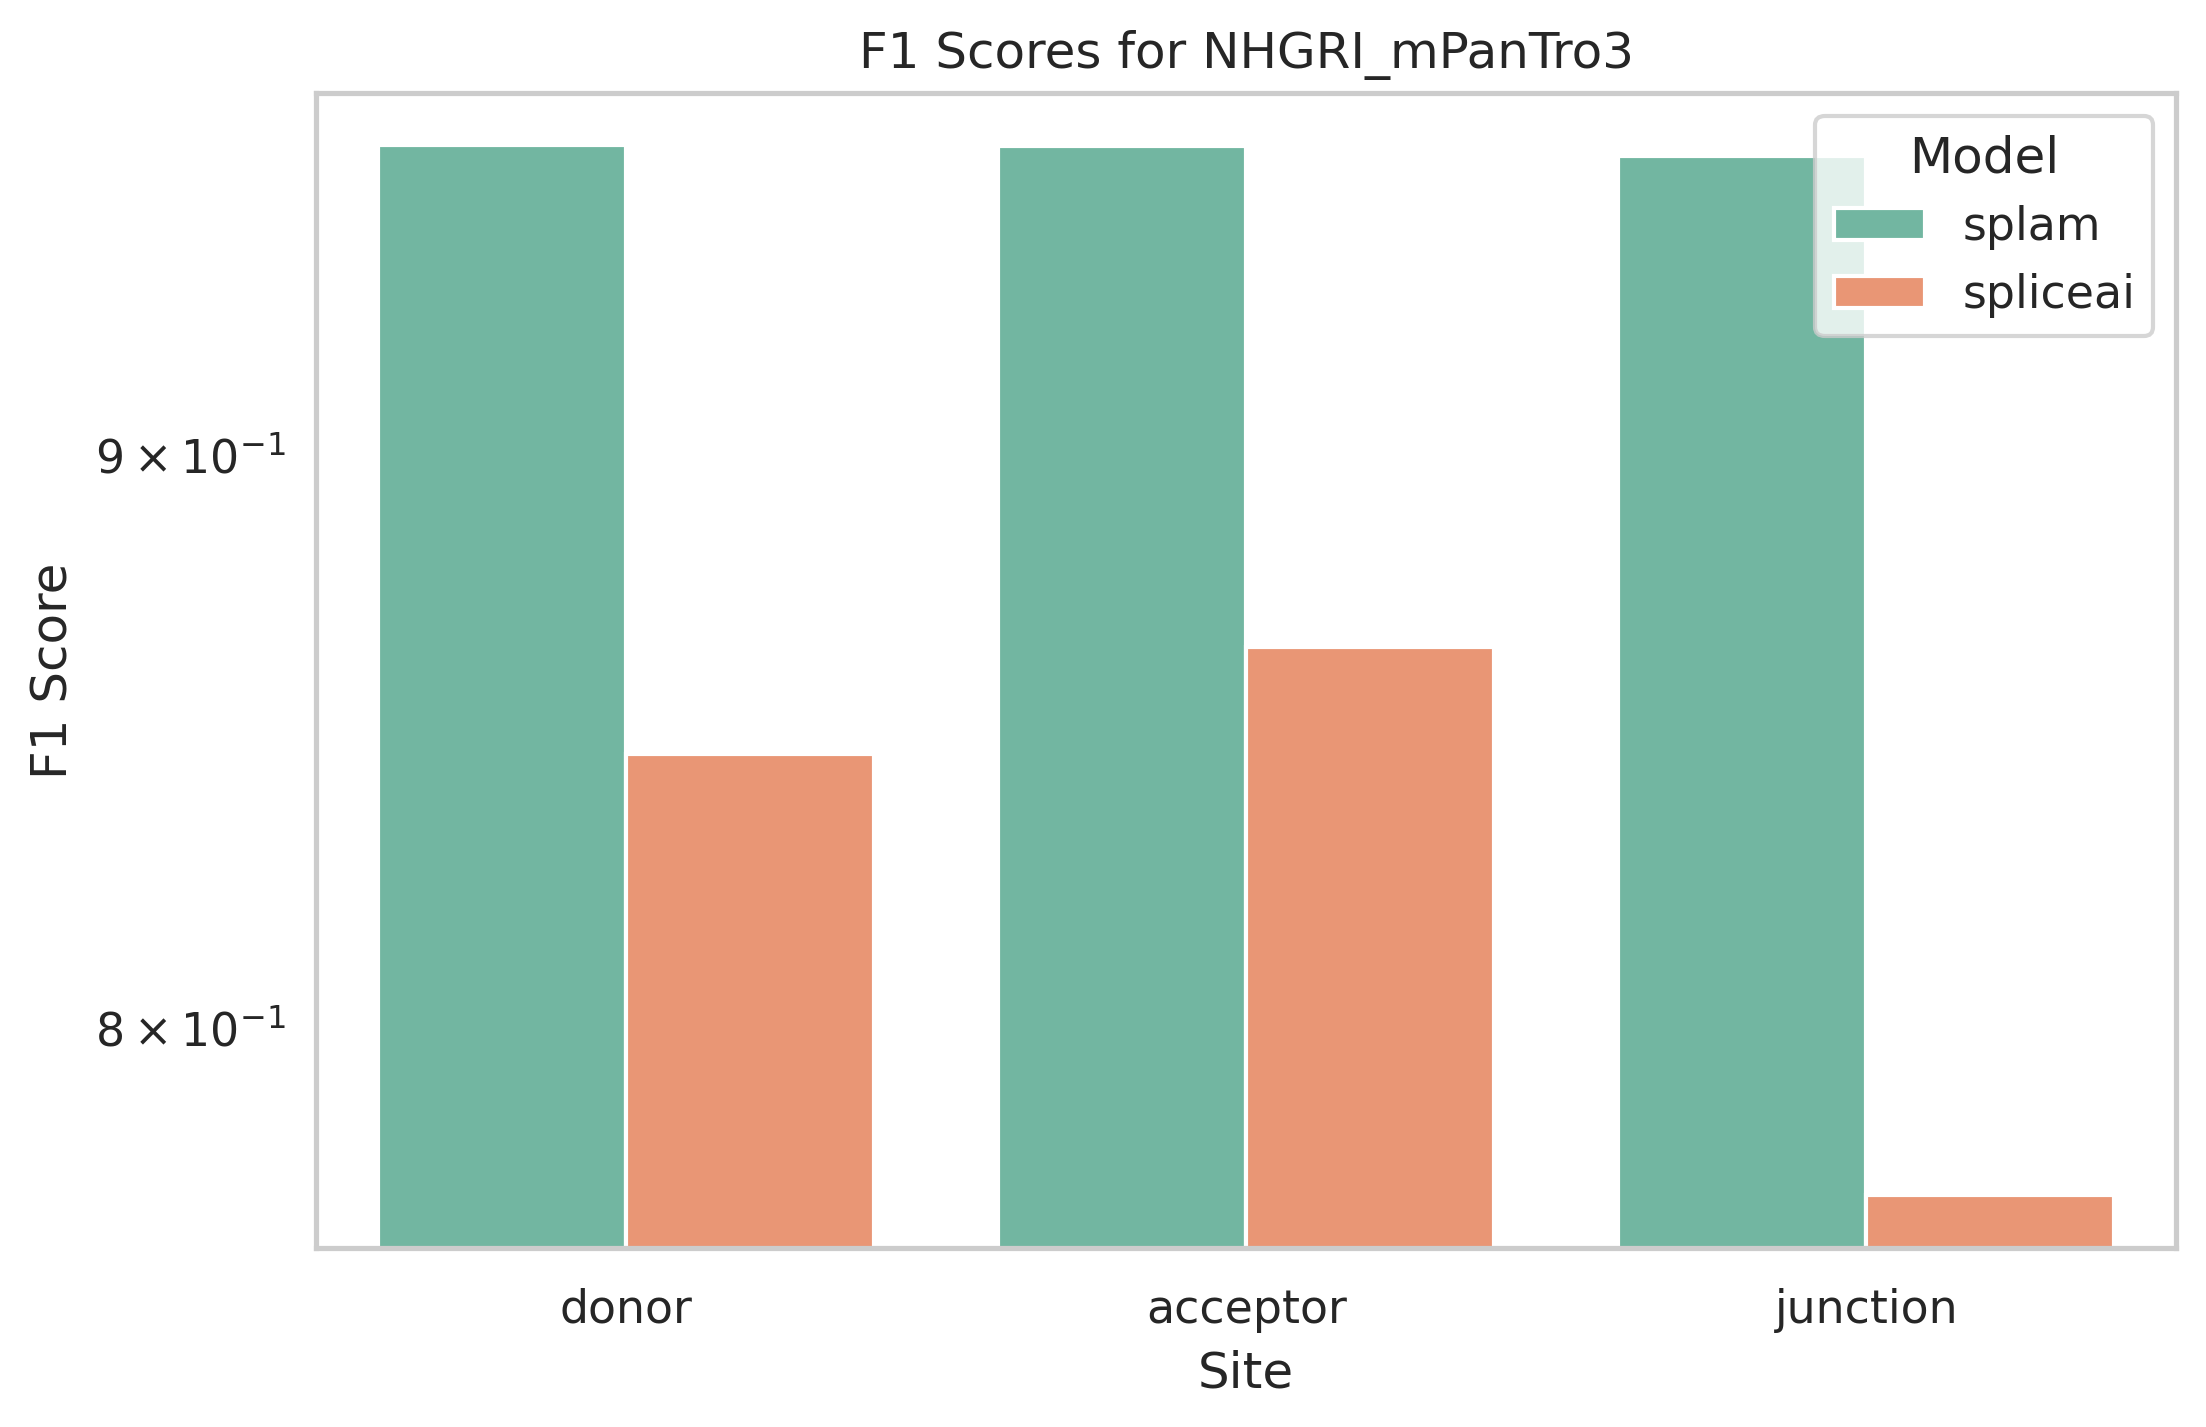 F1 Scores for NHGRI_mPanTro3
Model
splam
spliceai
9 × 10⁻¹
8 × 10⁻¹
F1 Score
donor
acceptor
junction
Site